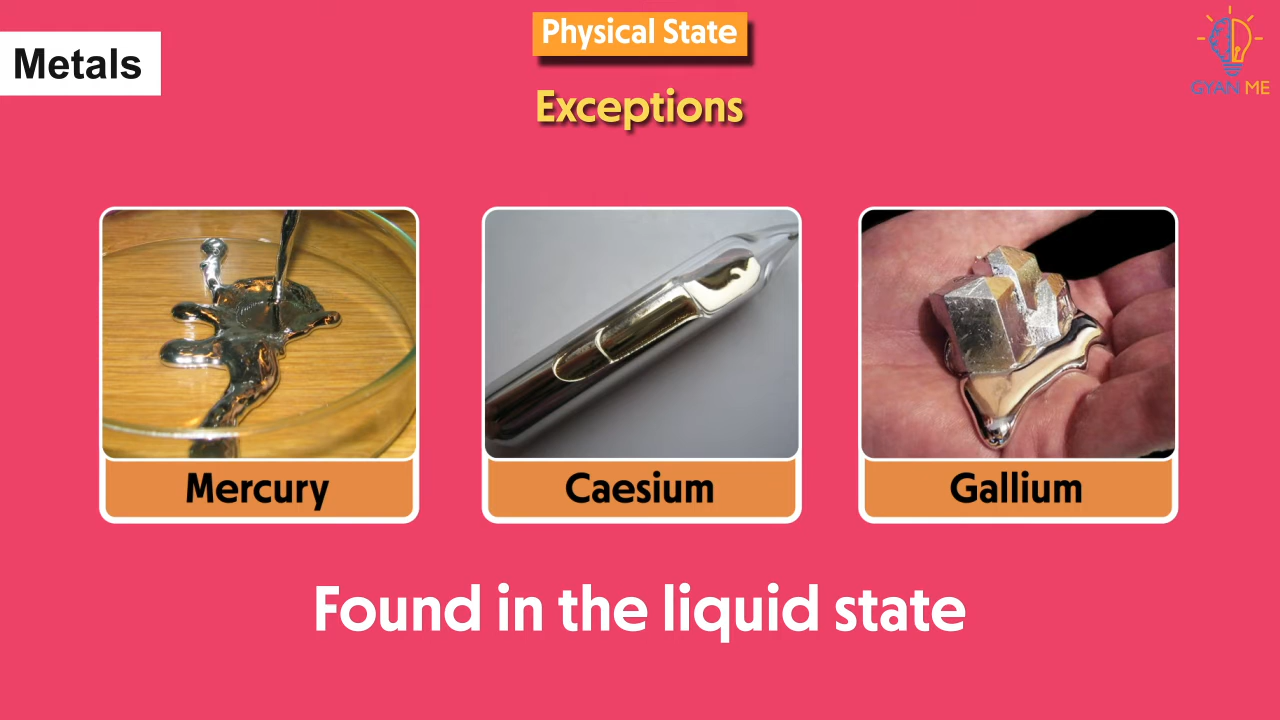 Physical State
Metals
Exceptions
GYAN ME
Mercury
Caesium
Gallium
Found in the liquid state